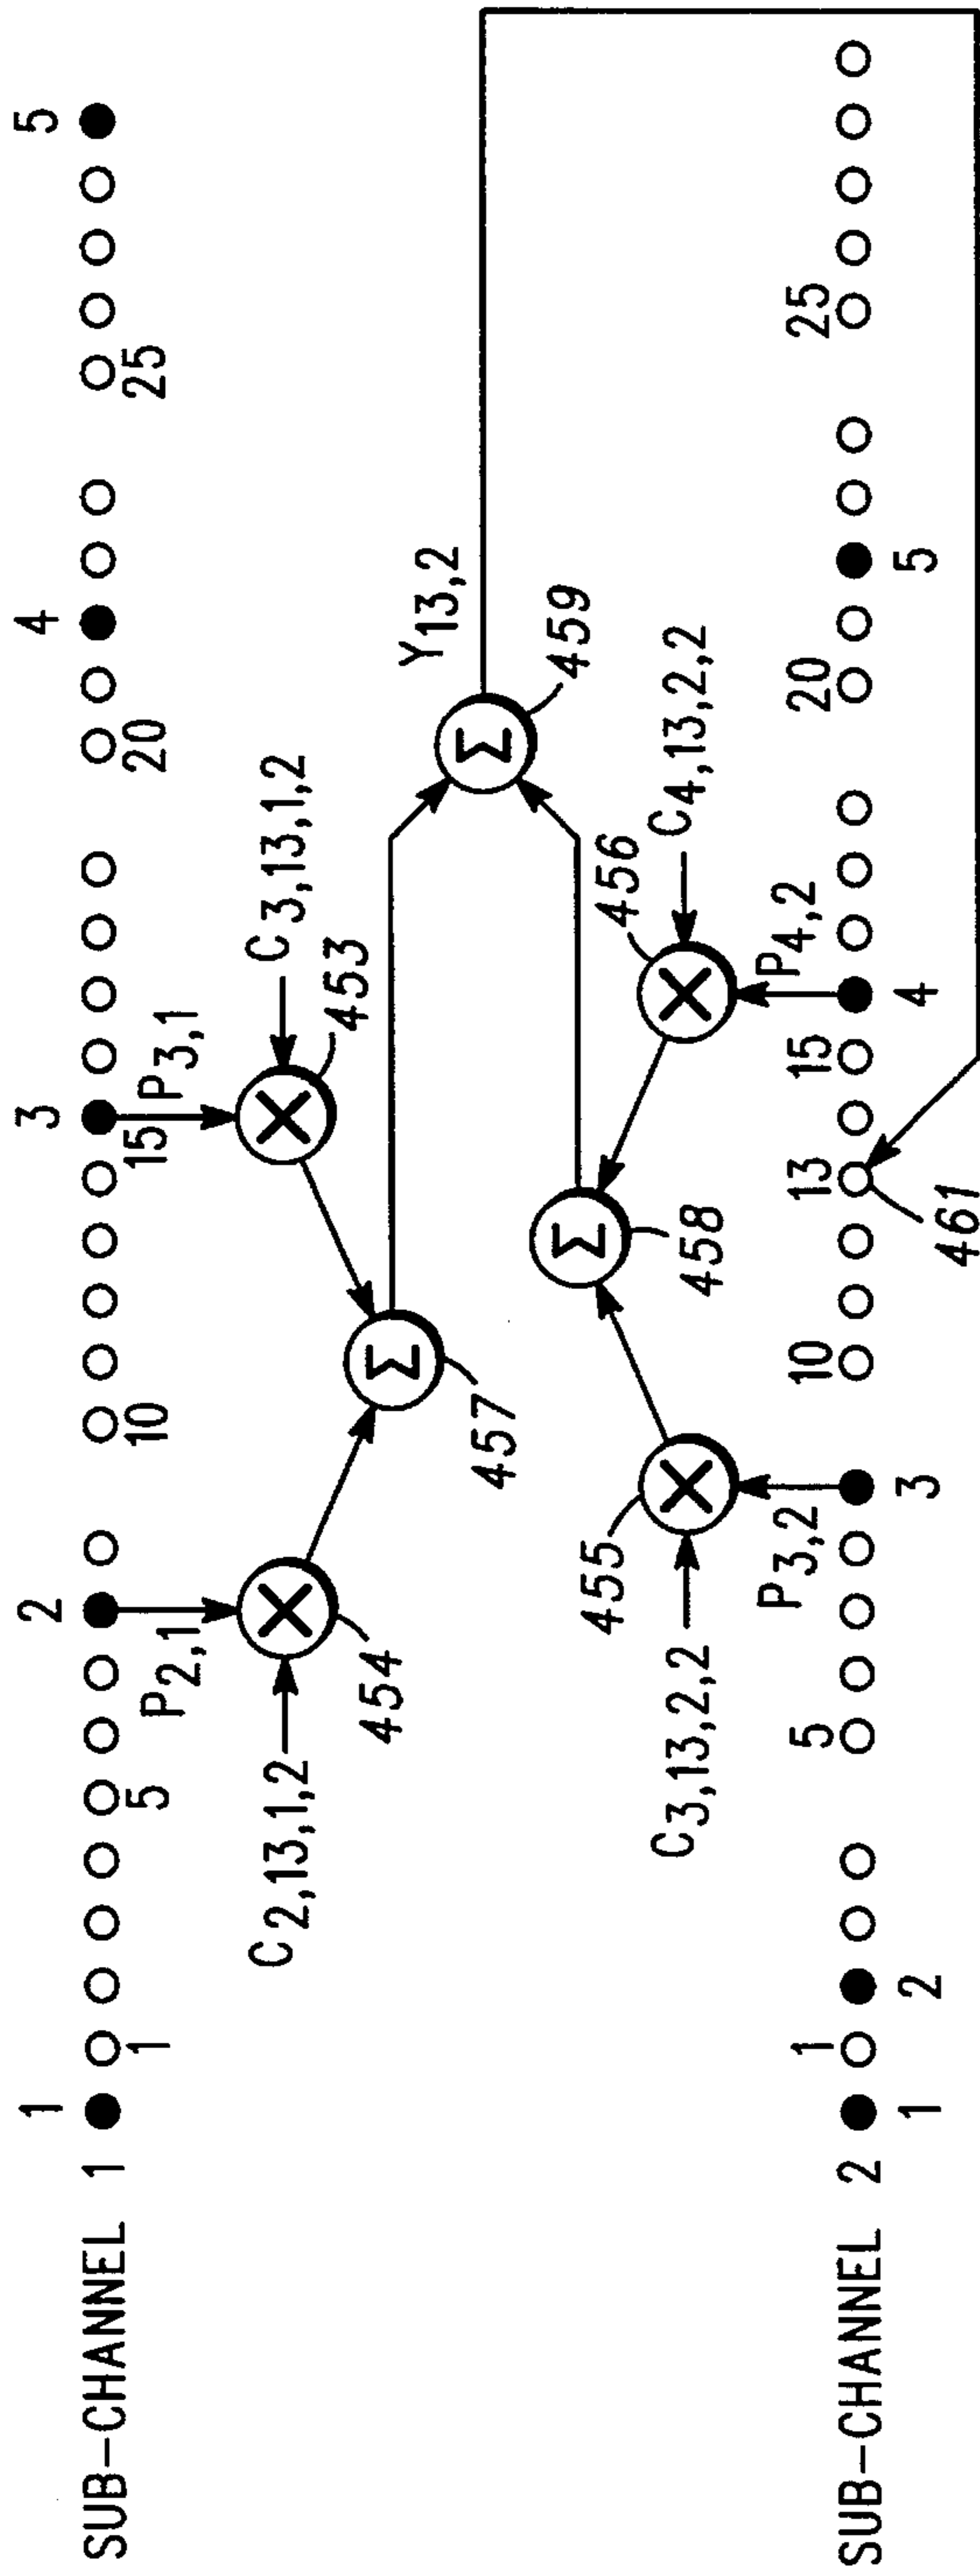 1 2 3 4 5
SUB-CHANNEL 1
1 5 10 15 20 25
P2,1
P3,1
C2,13,1,2
C3,13,1,2
454
453
457
Y13,2
459
458
455
456
C3,13,2,2
C4,13,2,2
P3,2
P4,2
1 5 10 13 15 20 25
SUB-CHANNEL 2
1 2 3 4 5
461
Σ
Σ
Σ
X
X
X
X